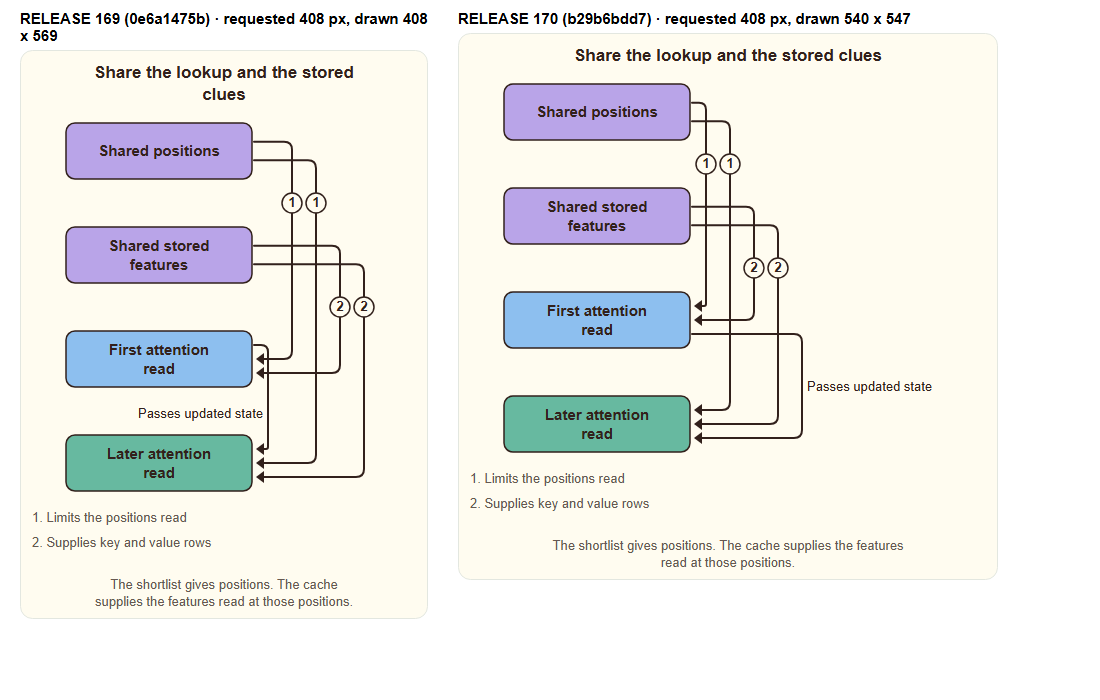 RELEASE 169 (0e6a1475b) · requested 408 px, drawn 408
x 569
Share the lookup and the stored
clues
Shared positions
1
1
Shared stored
features
2
2
First attention
read
Passes updated state
Later attention
read
1. Limits the positions read
2. Supplies key and value rows
The shortlist gives positions. The cache
supplies the features read at those positions.
RELEASE 170 (b29b6bdd7) · requested 408 px, drawn 540 x 547
Share the lookup and the stored clues
Shared positions
1
1
Shared stored
features
2
2
First attention
read
Passes updated state
Later attention
read
1. Limits the positions read
2. Supplies key and value rows
The shortlist gives positions. The cache supplies the features
read at those positions.